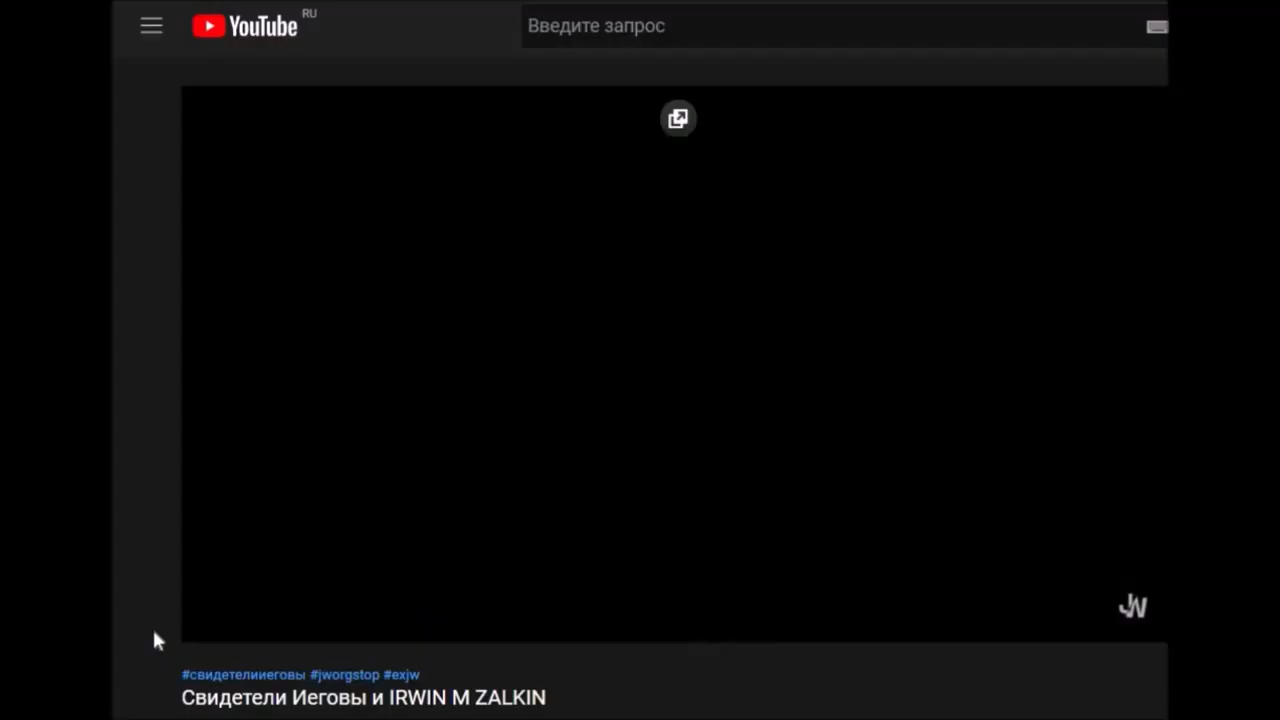 YouTube RU
Введите запрос
JW
#свидетелииеговы #jworgstop #exjw
Свидетели Иеговы и IRWIN M ZALKIN